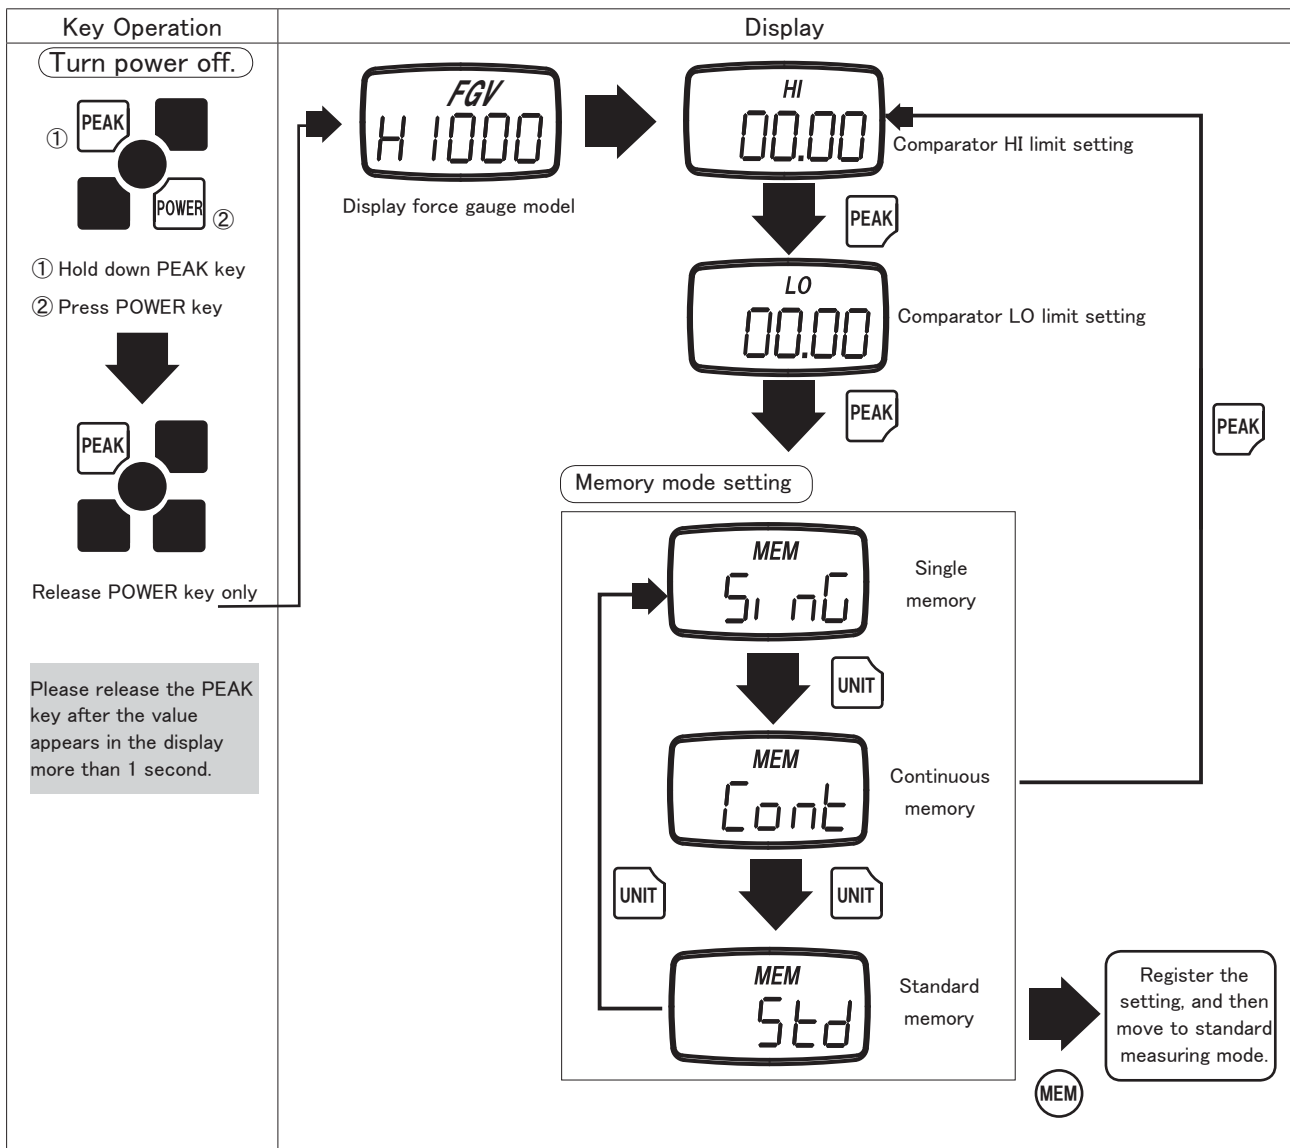 Key Operation
Display
Turn power off.
PEAK
①
POWER
②
① Hold down PEAK key
② Press POWER key
PEAK
Release POWER key only
Please release the PEAK
key after the value
appears in the display
more than 1 second.
FGV
H1000
Display force gauge model
HI
00.00
Comparator HI limit setting
PEAK
LO
00.00
Comparator LO limit setting
PEAK
PEAK
Memory mode setting
MEM
SinG
Single
memory
UNIT
MEM
Cont
Continuous
memory
UNIT
UNIT
MEM
Std
Standard
memory
Register the
setting, and then
move to standard
measuring mode.
MEM